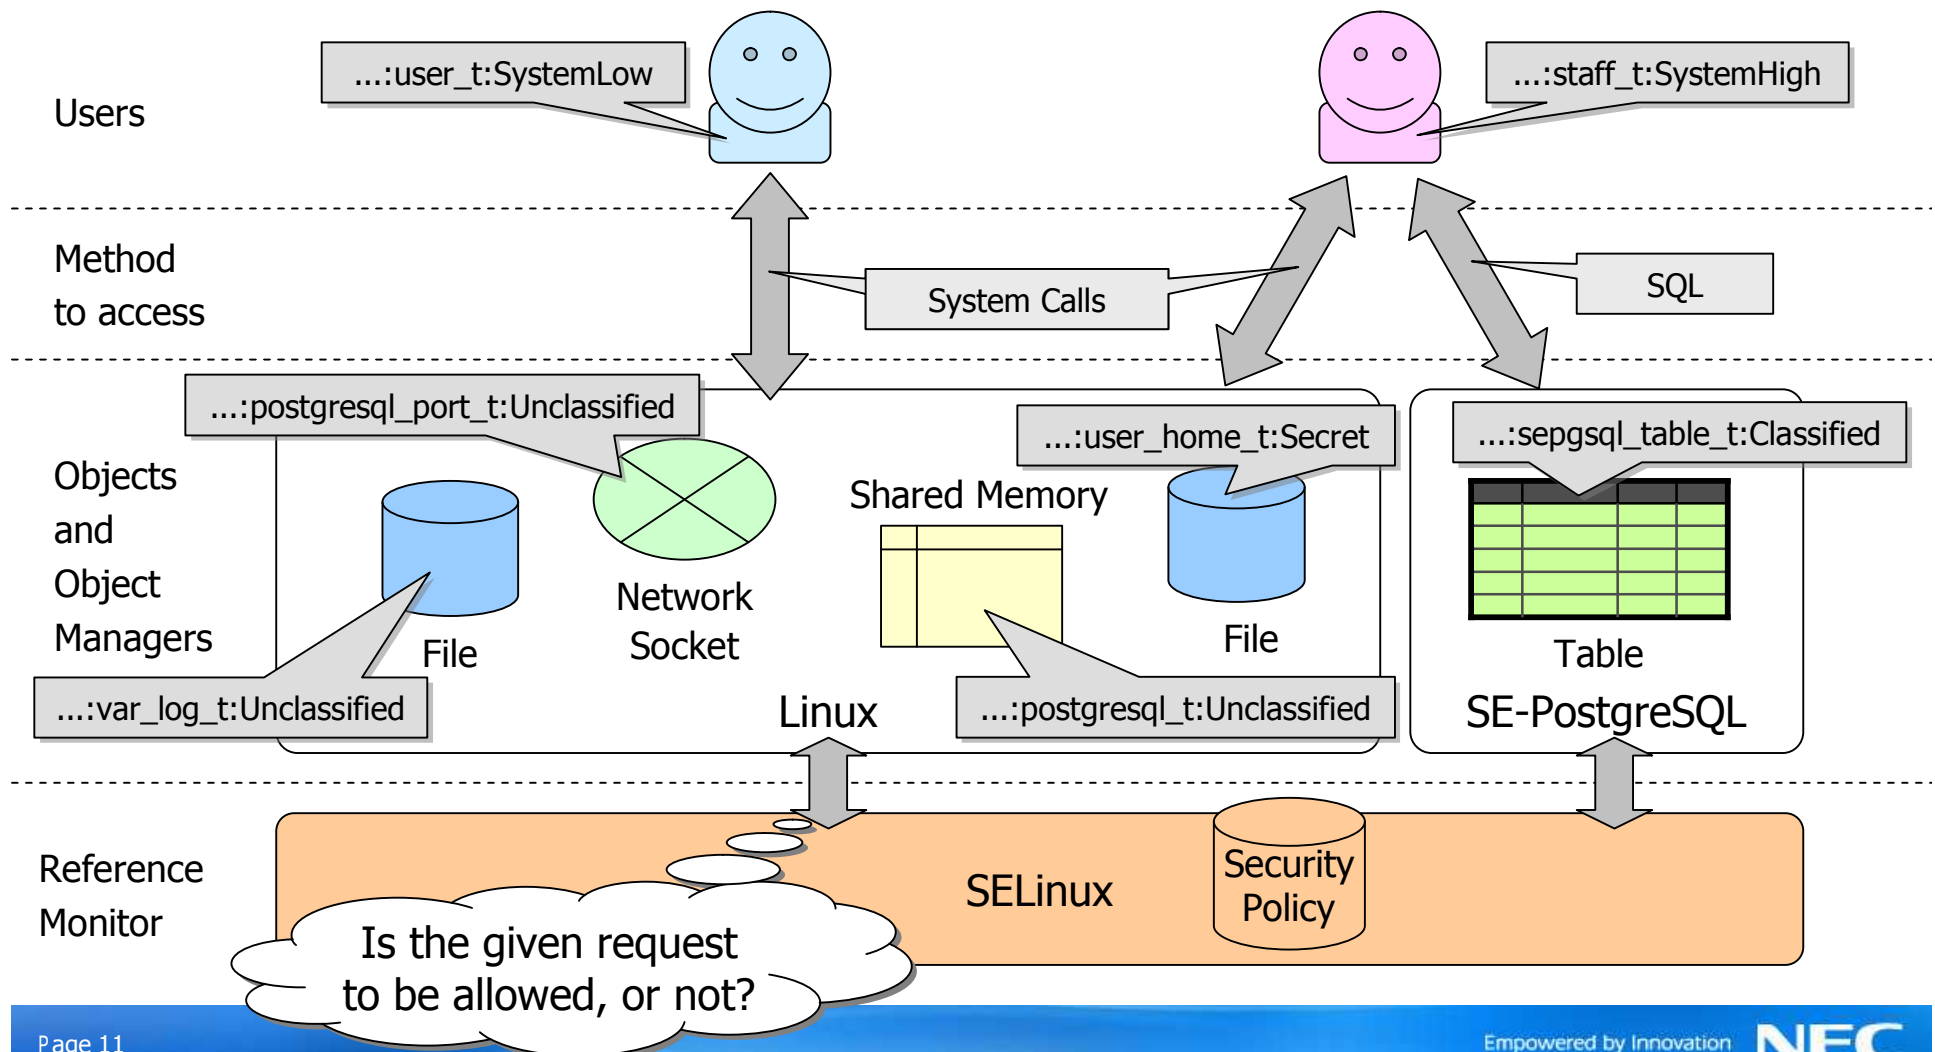 ...:user_t:SystemLow
...:staff_t:SystemHigh
Users
Method
to access
System Calls
SQL
...:postgresql_port_t:Unclassified
...:user_home_t:Secret
...:sepgsql_table_t:Classified
Objects
and
Object
Managers
Shared Memory
Network
Socket
File
File
Table
...:var_log_t:Unclassified
Linux
...:postgresql_t:Unclassified
SE-PostgreSQL
Reference
Monitor
SELinux
Security
Policy
Is the given request
to be allowed, or not?
Page 11
Empowered by Innovation
NEC